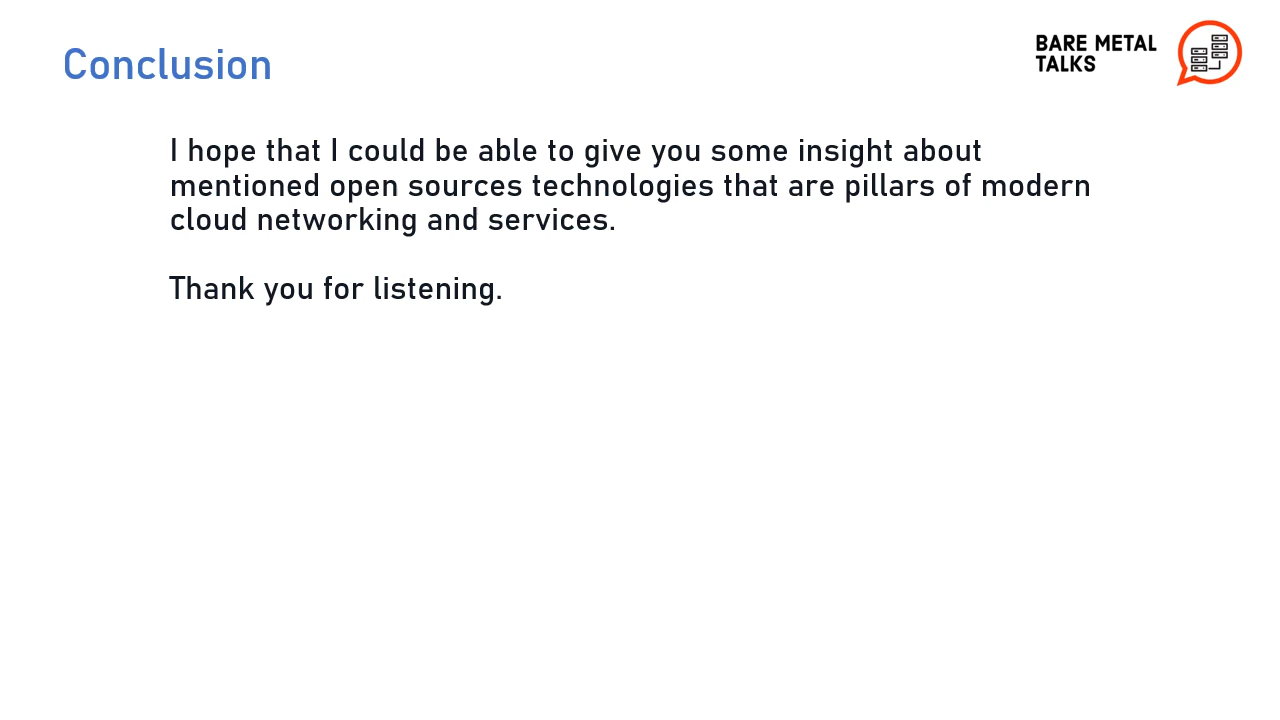 Conclusion
BARE METAL
TALKS
I hope that I could be able to give you some insight about
mentioned open sources technologies that are pillars of modern
cloud networking and services.
Thank you for listening.